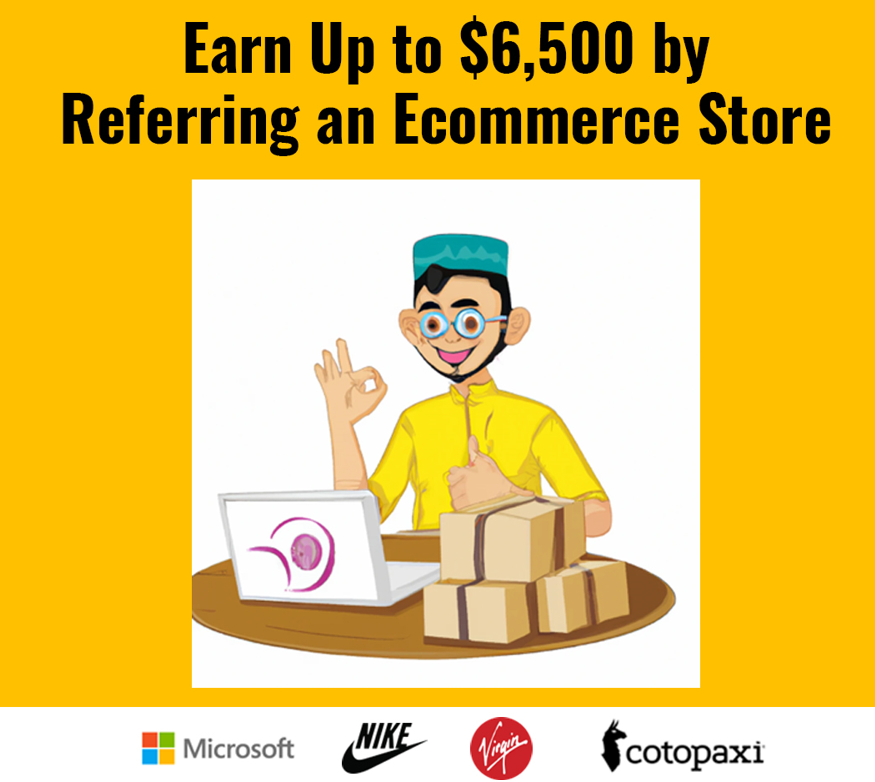 Earn Up to $6,500 by
Referring an Ecommerce Store
Microsoft NIKE Virgin cotopaxi